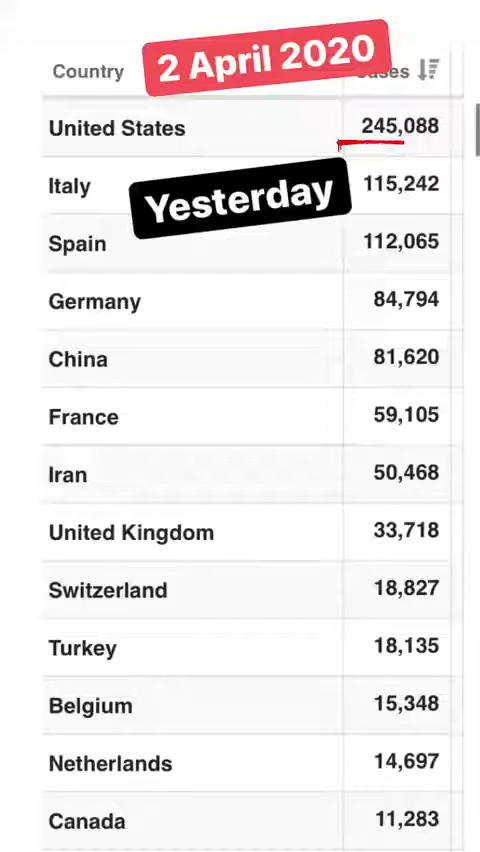 2 April 2020
Country
United States 245,088
Italy 115,242
Yesterday
Spain 112,065
Germany 84,794
China 81,620
France 59,105
Iran 50,468
United Kingdom 33,718
Switzerland 18,827
Turkey 18,135
Belgium 15,348
Netherlands 14,697
Canada 11,283